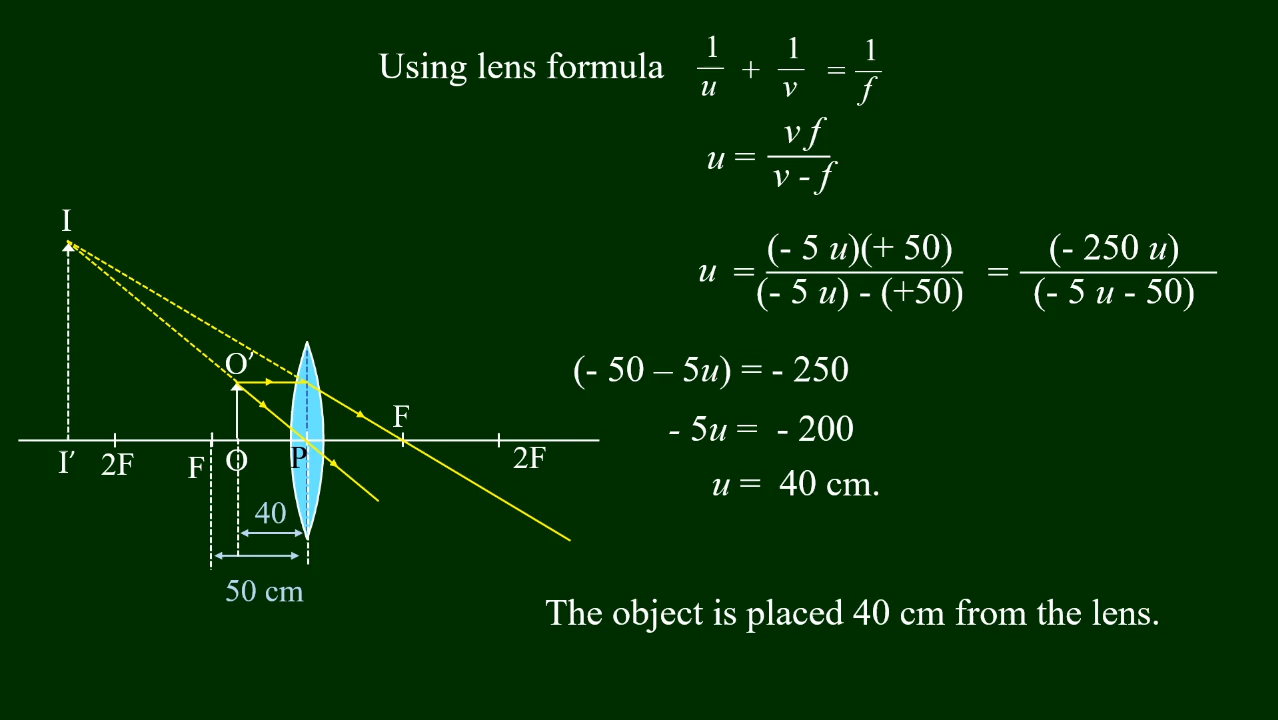 Using lens formula 1/u + 1/v = 1/f
u = v f / v - f
u = (- 5 u)(+ 50) / (- 5 u) - (+50) = (- 250 u) / (- 5 u - 50)
(- 50 – 5u) = - 250
- 5u = - 200
u = 40 cm.
The object is placed 40 cm from the lens.
I
O′
F
I′ 2F F O P 2F
40
50 cm